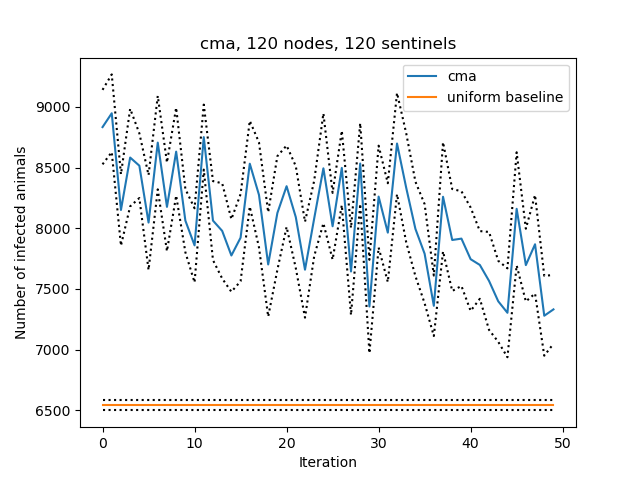 cma, 120 nodes, 120 sentinels
cma
uniform baseline
Number of infected animals
9000
8500
8000
7500
7000
6500
0
10
20
30
40
50
Iteration